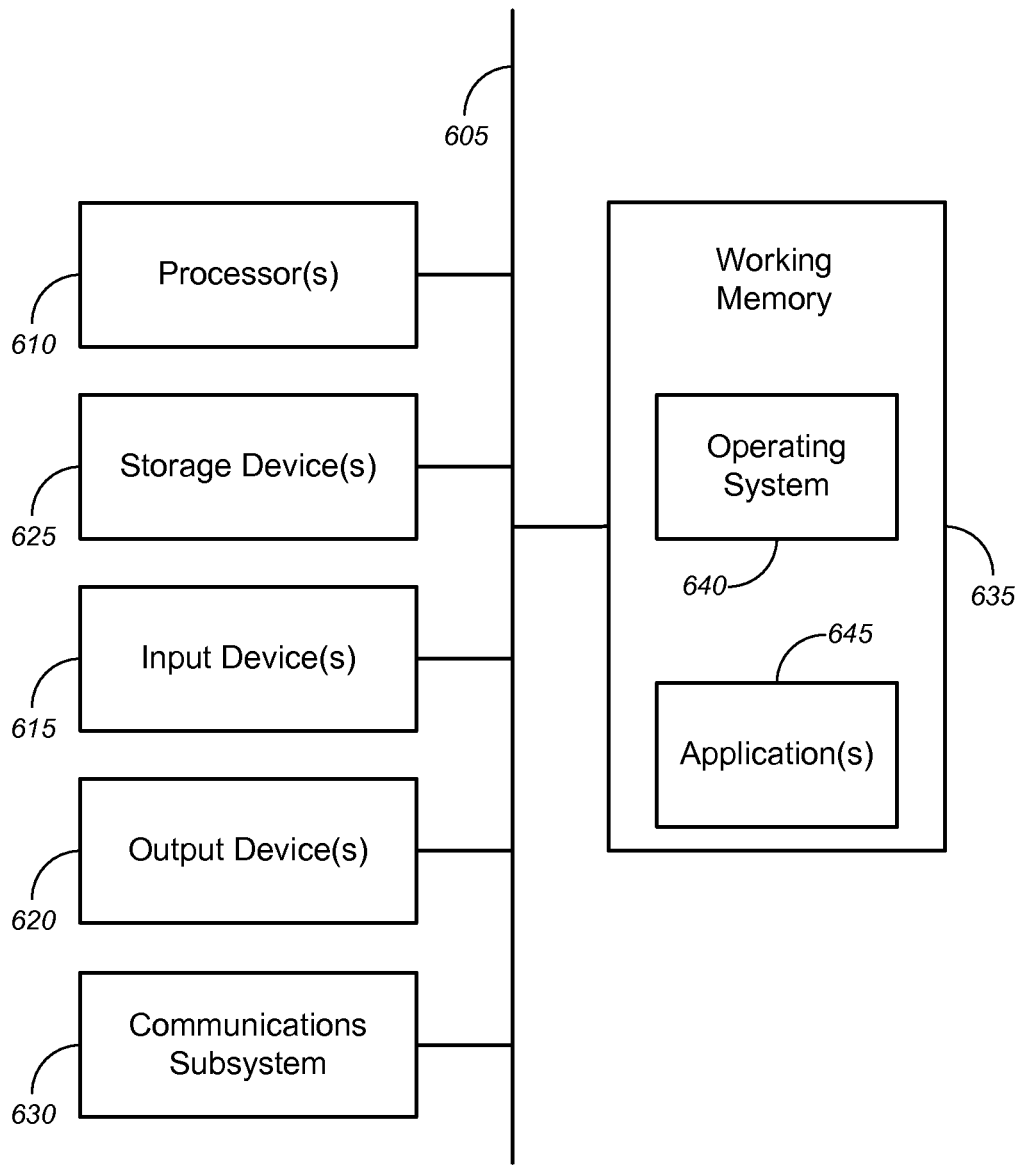 605
Processor(s)
610
Storage Device(s)
625
Input Device(s)
615
Output Device(s)
620
Communications
Subsystem
630
Working
Memory
Operating
System
640
635
645
Application(s)